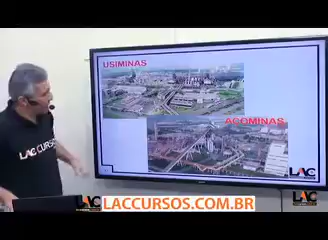 USIMINAS
AÇOMINAS
LAC CURSOS
LAC
LAC
LACCURSOS.COM.BR
LAC